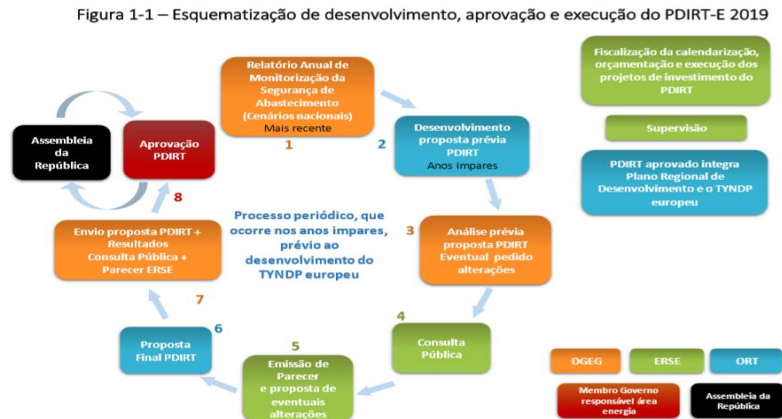 Figura 1-1 – Esquematização de desenvolvimento, aprovação e execução do PDIRT-E 2019
Relatório Anual de
Monitorização da
Segurança de
Abastecimento
(Cenários nacionais)
Mais recente
1
2
Desenvolvimento
proposta prévia
PDIRT
Anos impares
3
Análise prévia
proposta PDIRT
Eventual pedido
alterações
4
Consulta
Pública
5
Emissão de
Parecer
e proposta de
eventuais
alterações
6
Proposta
Final PDIRT
7
Envio proposta PDIRT +
Resultados
Consulta Pública +
Parecer ERSE
8
Aprovação
PDIRT
Assembleia
da
República
Processo periódico, que
ocorre nos anos impares,
prévio ao
desenvolvimento do
TYNDP europeu
Fiscalização da calendarização,
orçamentação e execução dos
projetos de investimento do
PDIRT
Supervisão
PDIRT aprovado integra
Plano Regional de
Desenvolvimento e o TYNDP
europeu
DGEG
ERSE
ORT
Membro Governo
responsável área
energia
Assembleia da
República